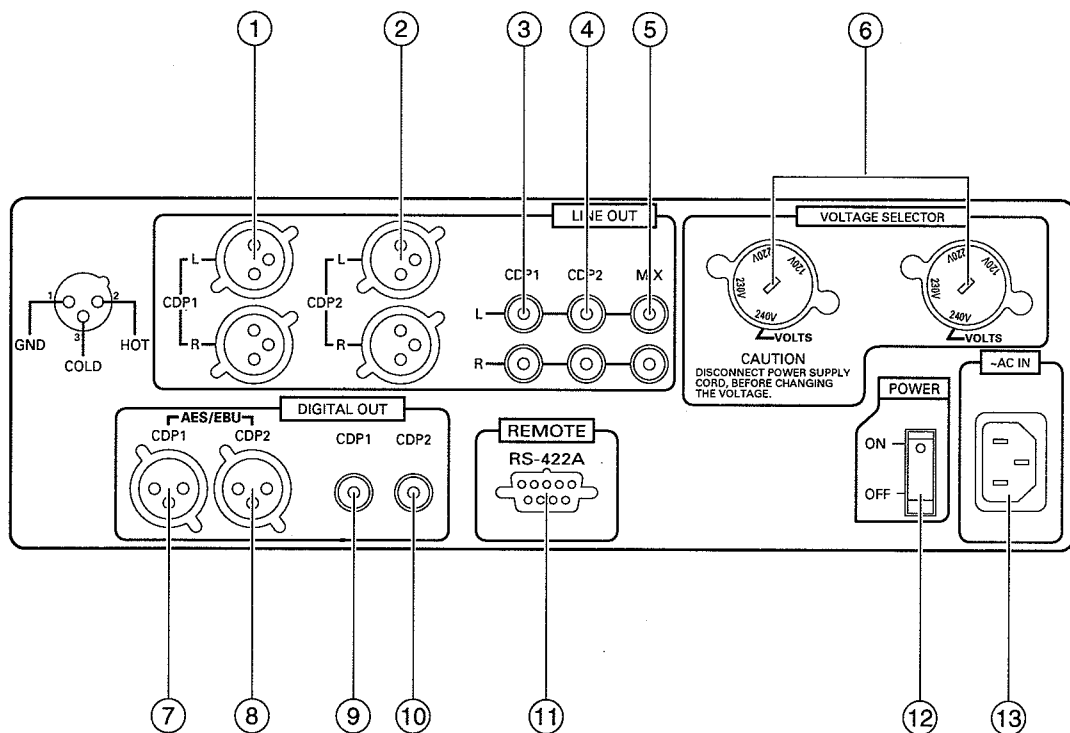 1 2 3 4 5 6
LINE OUT
VOLTAGE SELECTOR
L L
CDP1 CDP2
R R
CDP1 CDP2 MIX
L
R
1 2
3
GND COLD HOT
220V 120V 230V 240V
VOLTS
220V 120V 230V 240V
VOLTS
CAUTION
DISCONNECT POWER SUPPLY
CORD, BEFORE CHANGING
THE VOLTAGE.
POWER
ON
OFF
~AC IN
DIGITAL OUT
AES/EBU
CDP1 CDP2 CDP1 CDP2
REMOTE
RS-422A
7 8 9 10 11 12 13